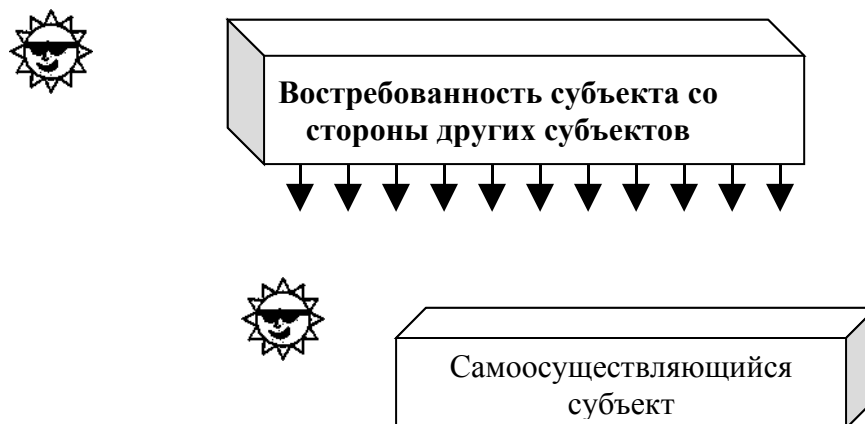 Востребованность субъекта со
стороны других субъектов
Самоосуществляющийся
субъект